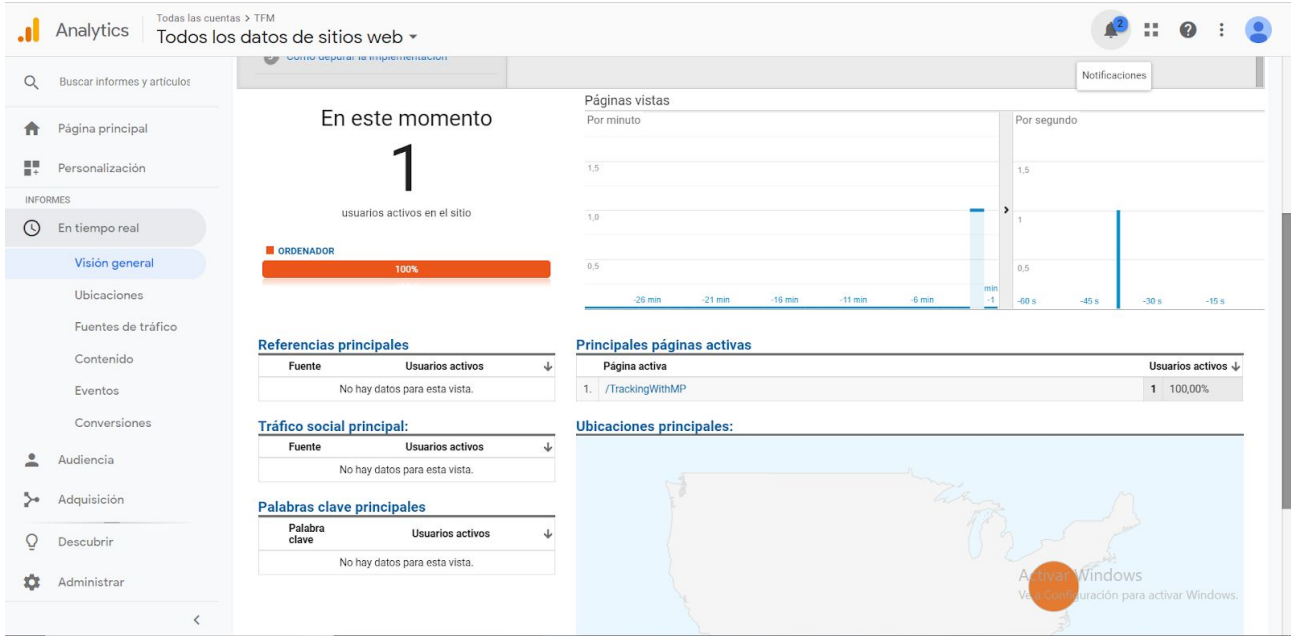 Analytics
Todas las cuentas > TFM
Todos los datos de sitios web
2
Notificaciones
Buscar informes y artículos
Página principal
Personalización
INFORMES
En tiempo real
Visión general
Ubicaciones
Fuentes de tráfico
Contenido
Eventos
Conversiones
Audiencia
Adquisición
Descubrir
Administrar
Cómo depurar la implementación
En este momento
1
usuarios activos en el sitio
ORDENADOR
100%
Páginas vistas
Por minuto
1,5
1,0
0,5
-26 min
-21 min
-16 min
-11 min
-6 min
min
-1
Por segundo
1,5
1
0,5
-60 s
-45 s
-30 s
-15 s
Referencias principales
Fuente Usuarios activos
No hay datos para esta vista.
Tráfico social principal:
Fuente Usuarios activos
No hay datos para esta vista.
Palabras clave principales
Palabra
clave Usuarios activos
No hay datos para esta vista.
Principales páginas activas
Página activa Usuarios activos
1. /TrackingWithMP 1 100,00%
Ubicaciones principales:
Activar Windows
Ve a Configuración para activar Windows.